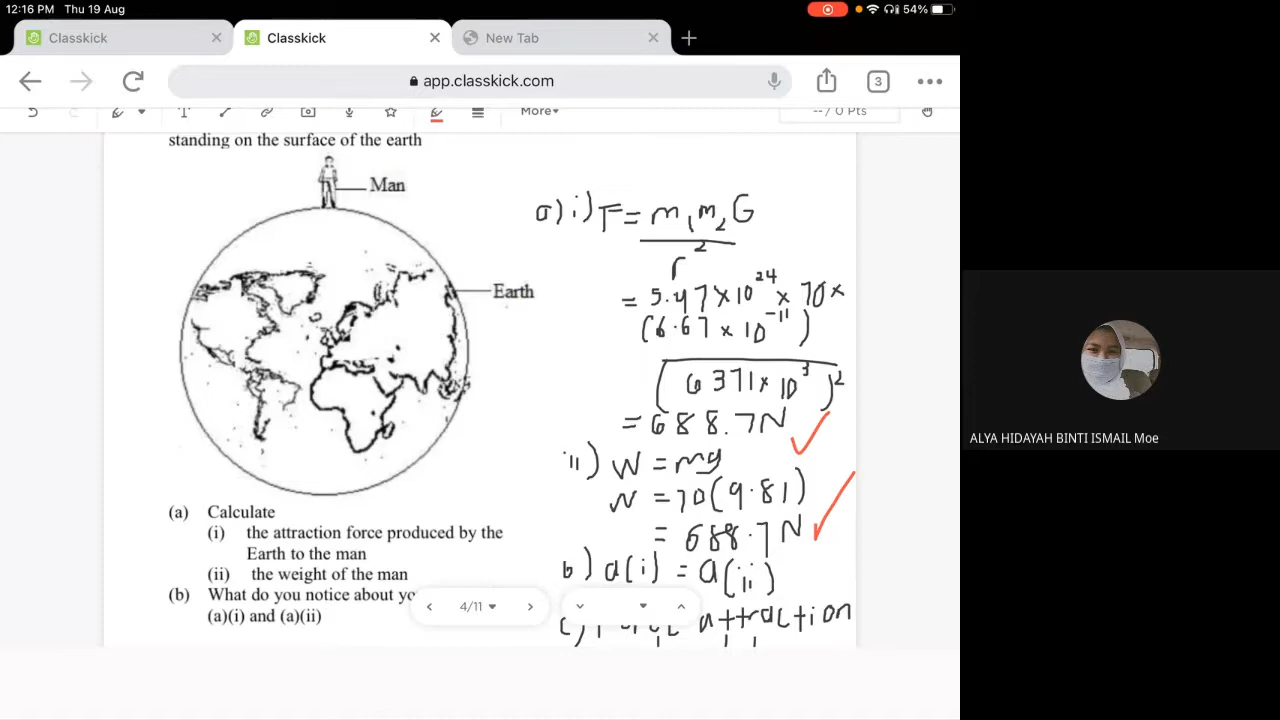 12:16 PM Thu 19 Aug
54%
Classkick
Classkick
New Tab
app.classkick.com
3
More
-- / 0 Pts
standing on the surface of the earth
Man
Earth
a) i) F = m₁m₂G
r²
= 5.97 × 10²⁴ × 70 ×
(6.67 × 10⁻¹¹)
(6371 × 10³)²
= 688.7N
ii) W = mg
W = 70(9.81)
= 688.7N
b) a(i) = a(ii)
attraction
(a) Calculate
(i) the attraction force produced by the
Earth to the man
(ii) the weight of the man
(b) What do you notice about yo
(a)(i) and (a)(ii)
4/11
ALYA HIDAYAH BINTI ISMAIL Moe